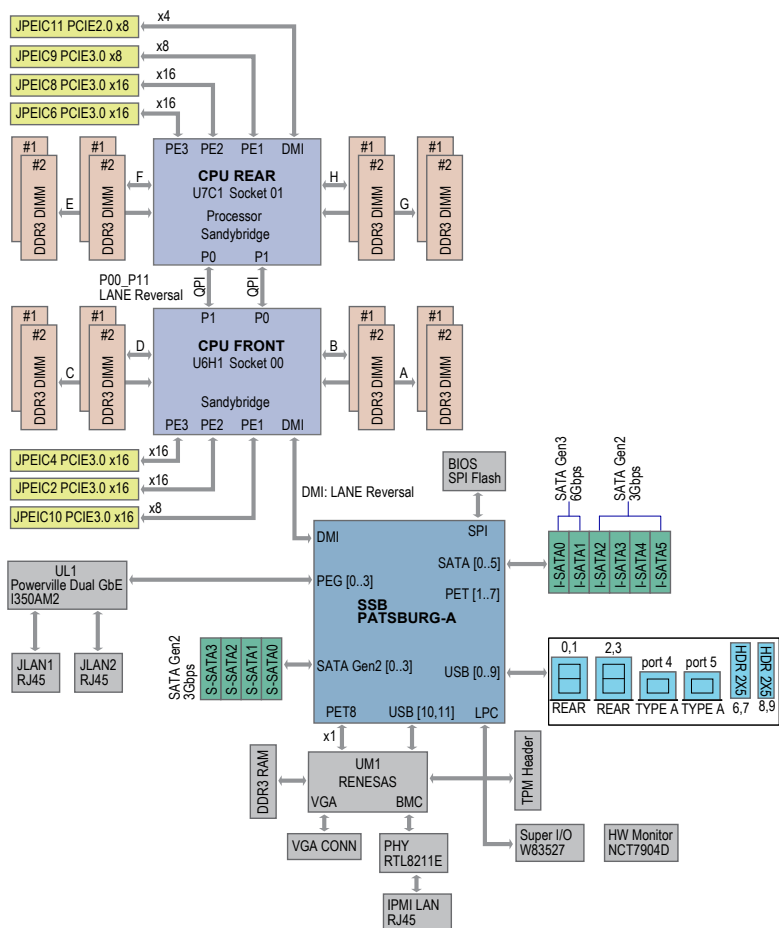 JPEIC11 PCIE2.0 x8
x4
JPEIC9 PCIE3.0 x8
x8
JPEIC8 PCIE3.0 x16
x16
JPEIC6 PCIE3.0 x16
x16
PE3 PE2 PE1 DMI
CPU REAR
U7C1 Socket 01
Processor
Sandybridge
P0 P1
#1
#2
DDR3 DIMM
E
#1
#2
DDR3 DIMM
F
H
#1
#2
DDR3 DIMM
G
#1
#2
DDR3 DIMM
P00_P11
LANE Reversal
QPI
QPI
P1 P0
CPU FRONT
U6H1 Socket 00
Sandybridge
PE3 PE2 PE1 DMI
#1
#2
DDR3 DIMM
C
#1
#2
DDR3 DIMM
D
B
#1
#2
DDR3 DIMM
A
#1
#2
DDR3 DIMM
JPEIC4 PCIE3.0 x16
x16
JPEIC2 PCIE3.0 x16
x16
JPEIC10 PCIE3.0 x16
x8
DMI: LANE Reversal
BIOS
SPI Flash
SATA Gen3
6Gbps
SATA Gen2
3Gbps
I-SATA0
I-SATA1
I-SATA2
I-SATA3
I-SATA4
I-SATA5
SPI
DMI
SATA [0..5]
PEG [0..3]
PET [1..7]
SSB
PATSBURG-A
SATA Gen2 [0..3]
USB [0..9]
PET8 USB [10,11] LPC
UL1
Powerville Dual GbE
I350AM2
JLAN1
RJ45
JLAN2
RJ45
SATA Gen2
3Gbps
S-SATA3
S-SATA2
S-SATA1
S-SATA0
0,1
REAR
2,3
REAR
port 4
TYPE A
port 5
TYPE A
HDR 2X5
6,7
HDR 2X5
8,9
x1
UM1
RENESAS
VGA BMC
DDR3 RAM
TPM Header
VGA CONN
PHY
RTL8211E
IPMI LAN
RJ45
Super I/O
W83527
HW Monitor
NCT7904D